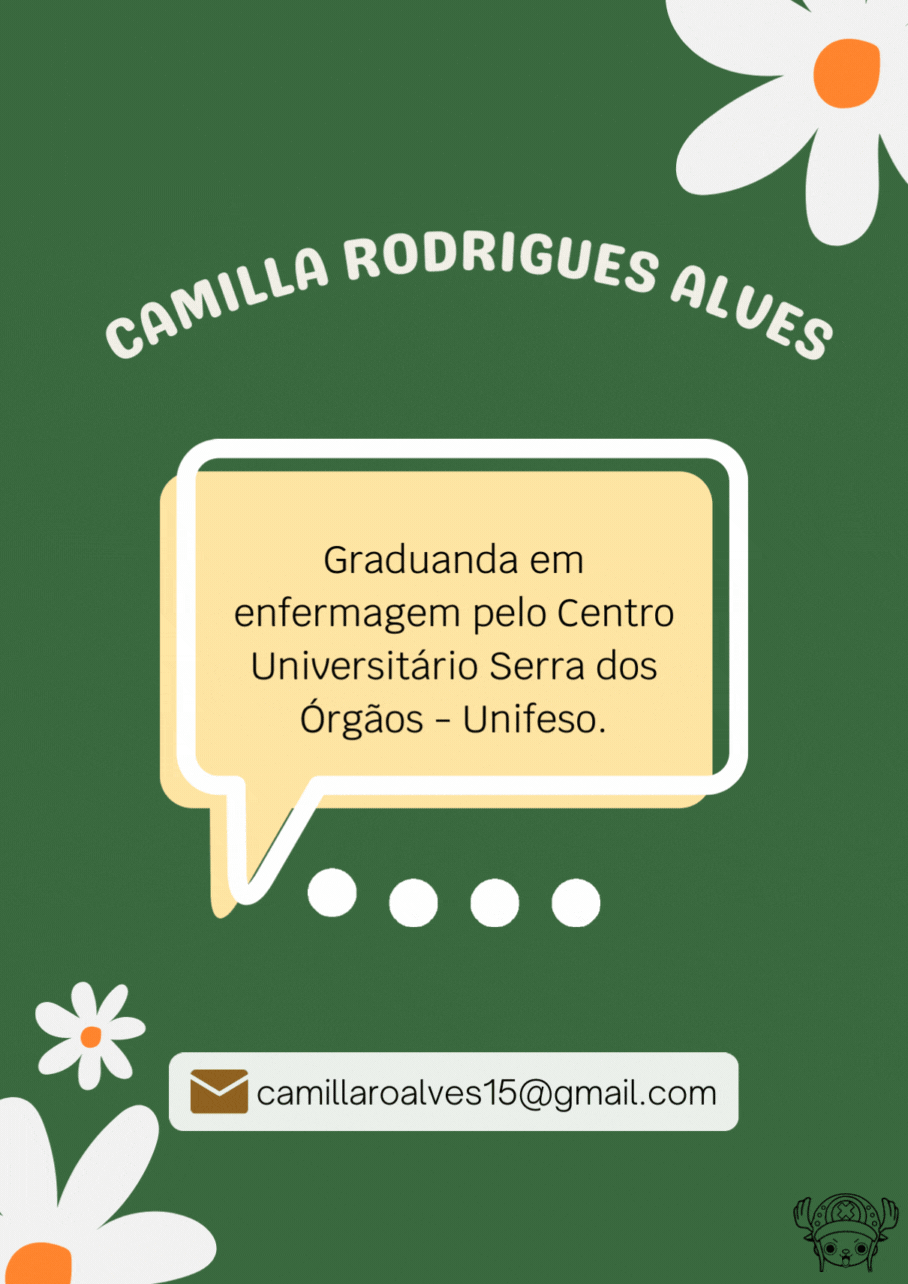 CAMILLA RODRIGUES ALVES
Graduanda em
enfermagem pelo Centro
Universitário Serra dos
Órgãos - Unifeso.
camillaroalves15@gmail.com